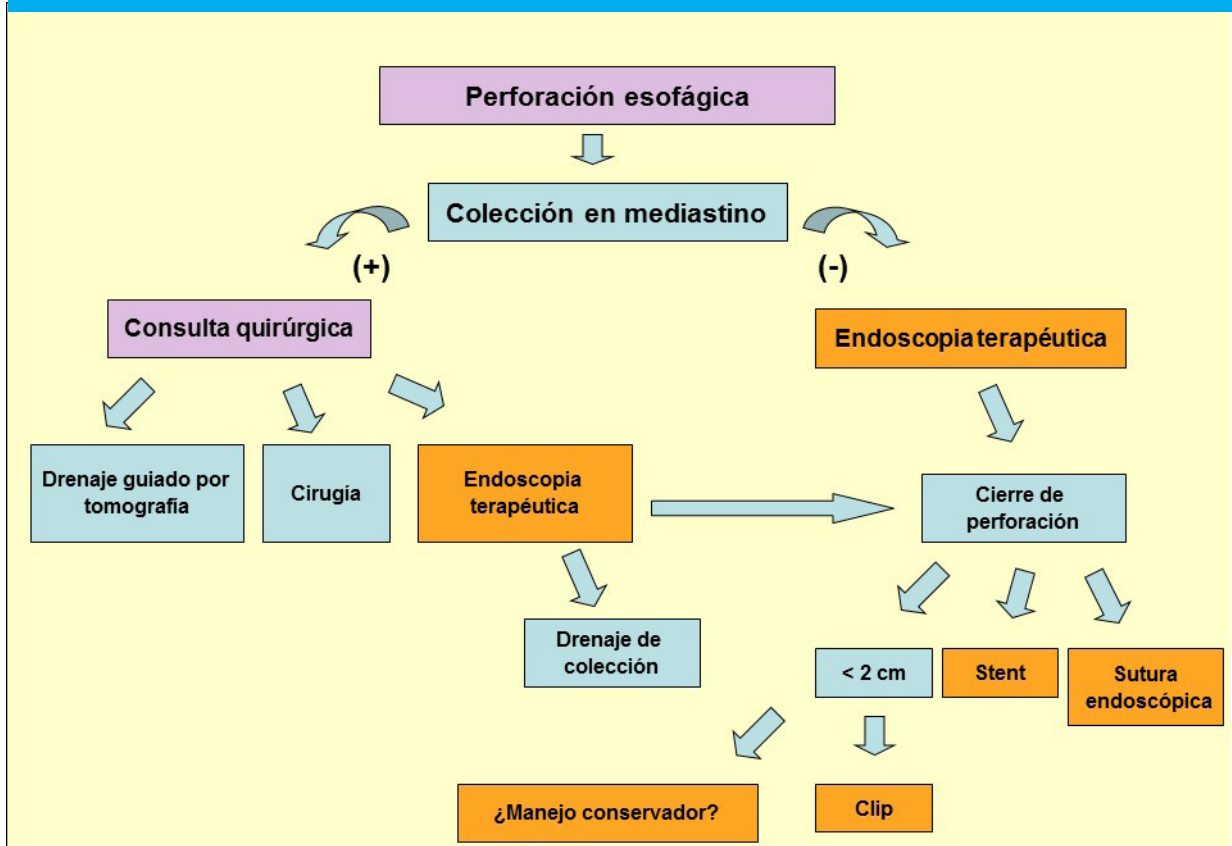 Perforación esofágica
Colección en mediastino
(+)
(-)
Consulta quirúrgica
Endoscopia terapéutica
Drenaje guiado por
tomografía
Cirugía
Endoscopia
terapéutica
Cierre de
perforación
Drenaje de
colección
< 2 cm
Stent
Sutura
endoscópica
¿Manejo conservador?
Clip